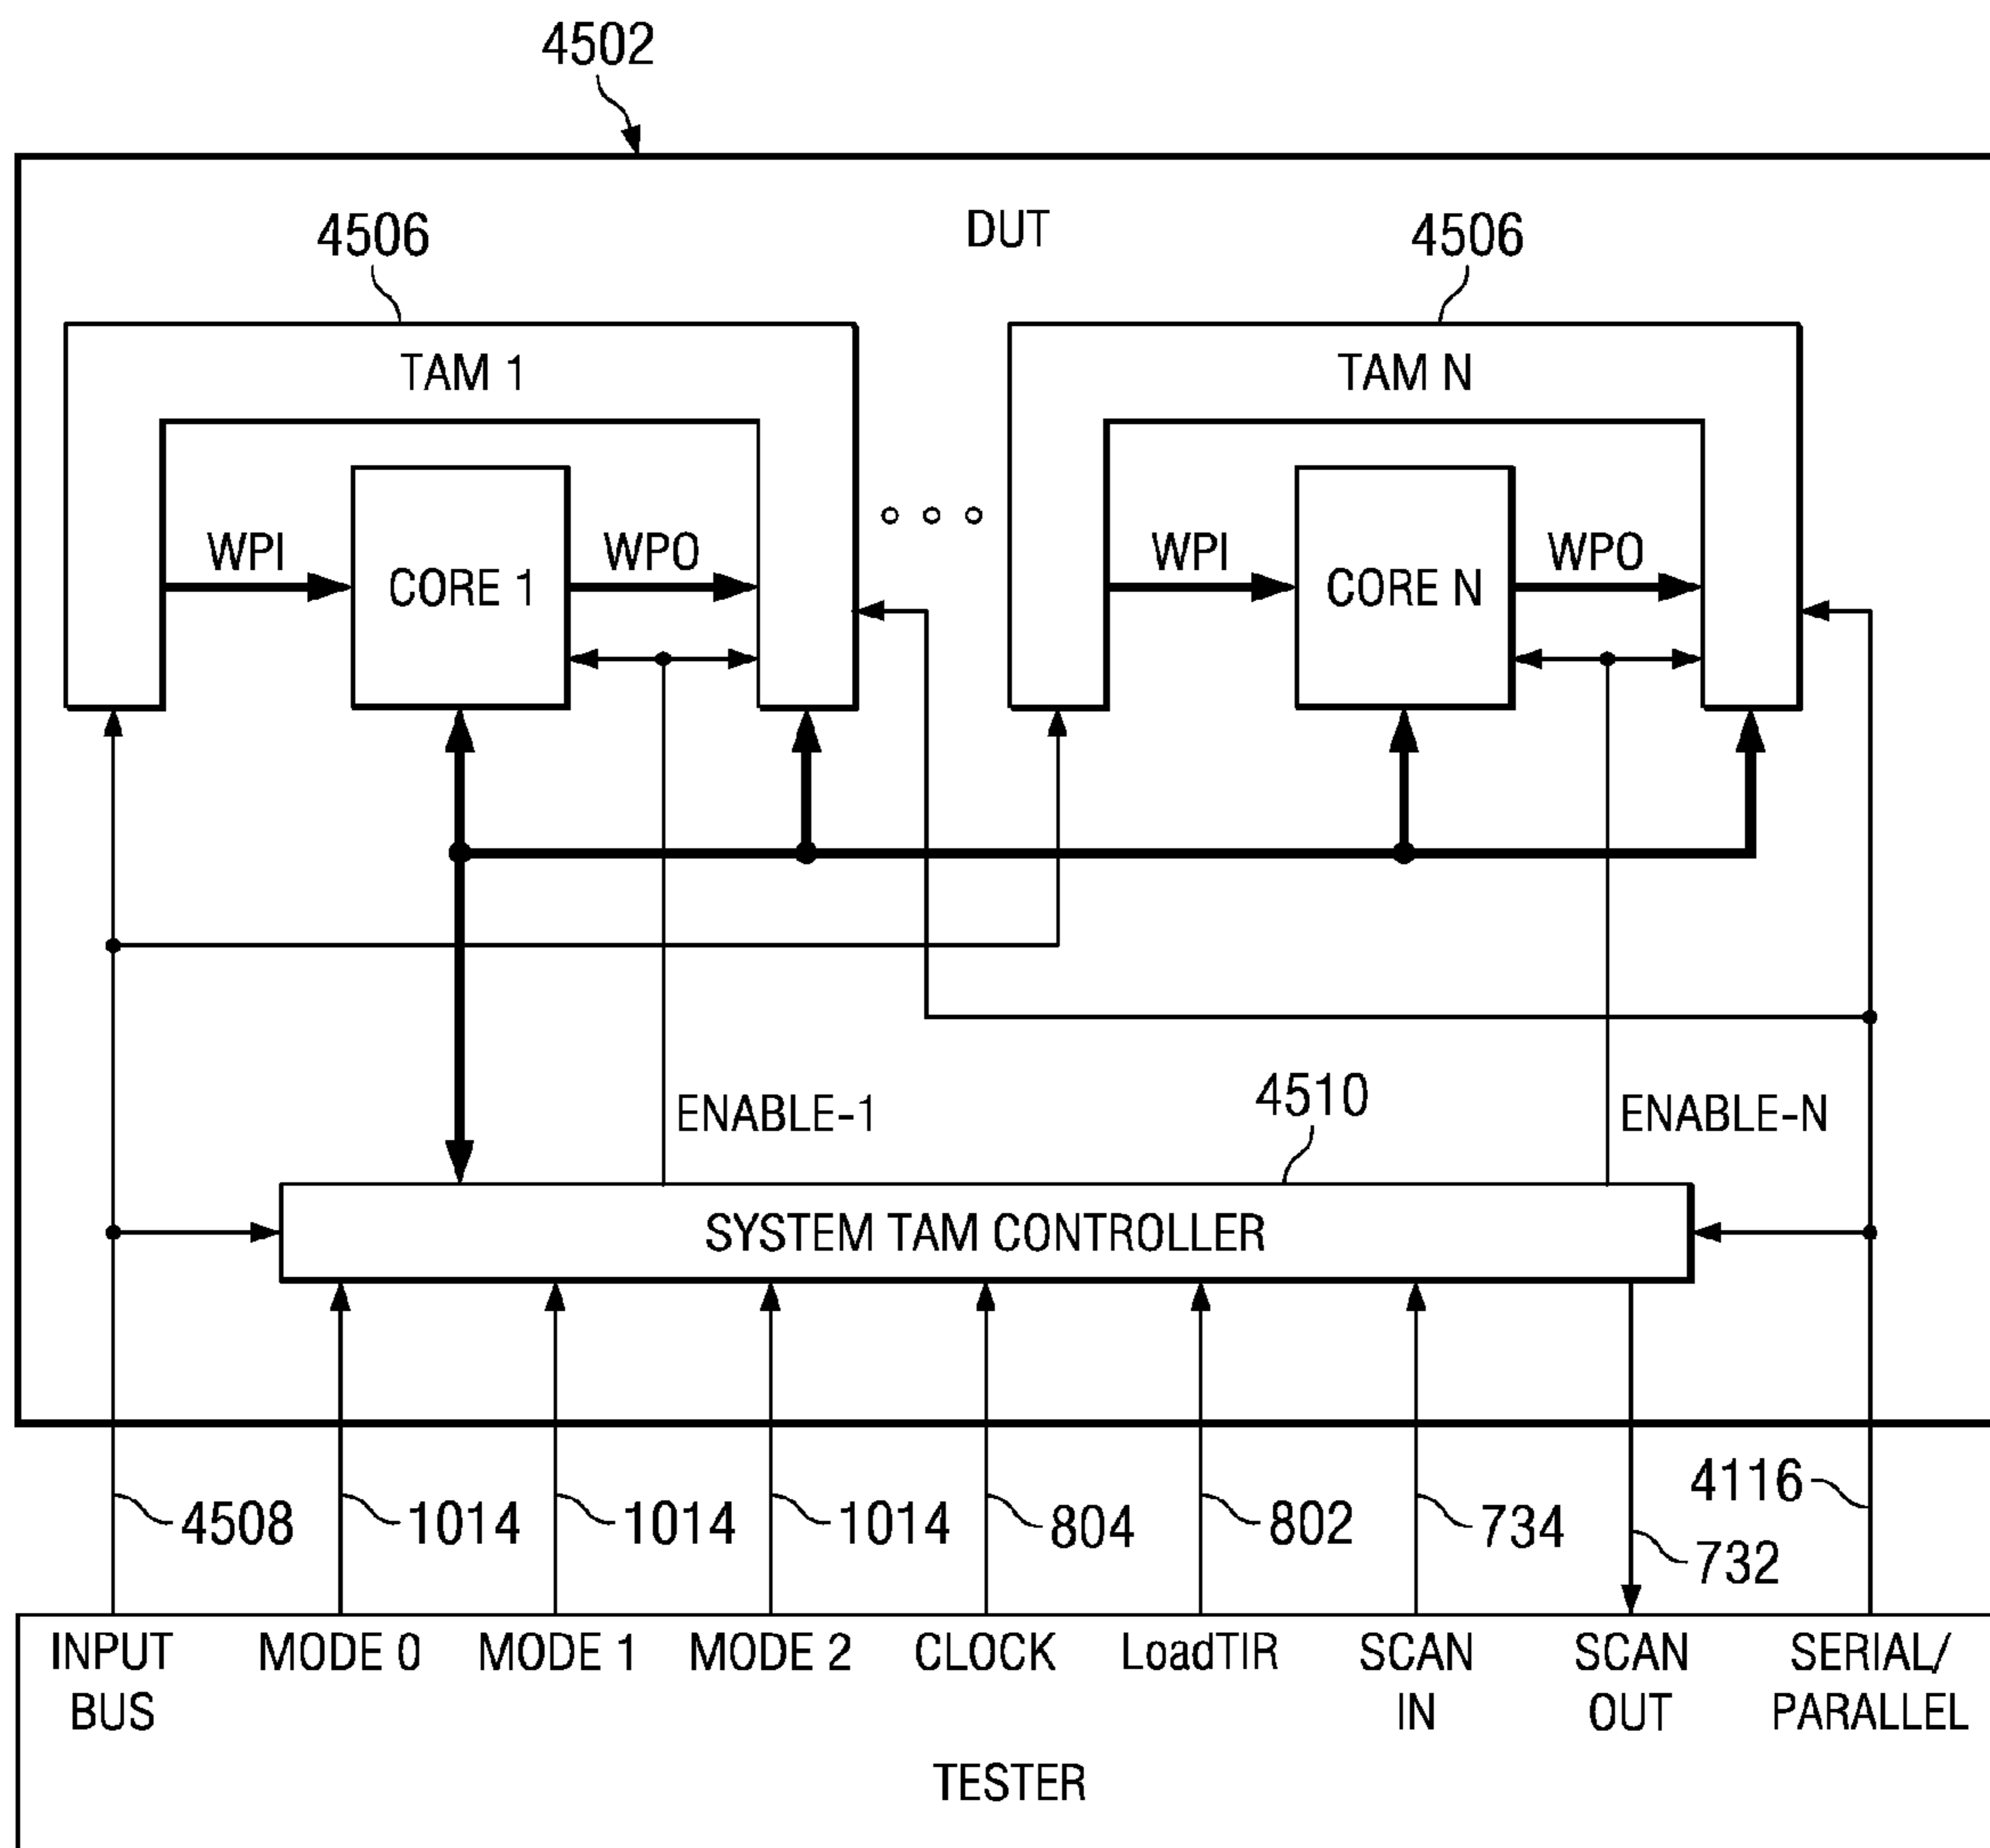 4502
DUT
4506
4506
TAM 1
TAM N
WPI
CORE 1
WPO
WPI
CORE N
WPO
ENABLE-1
4510
ENABLE-N
SYSTEM TAM CONTROLLER
4508
1014
1014
1014
804
802
734
732
4116
INPUT
BUS
MODE 0
MODE 1
MODE 2
CLOCK
LoadTIR
SCAN
IN
SCAN
OUT
SERIAL/
PARALLEL
TESTER